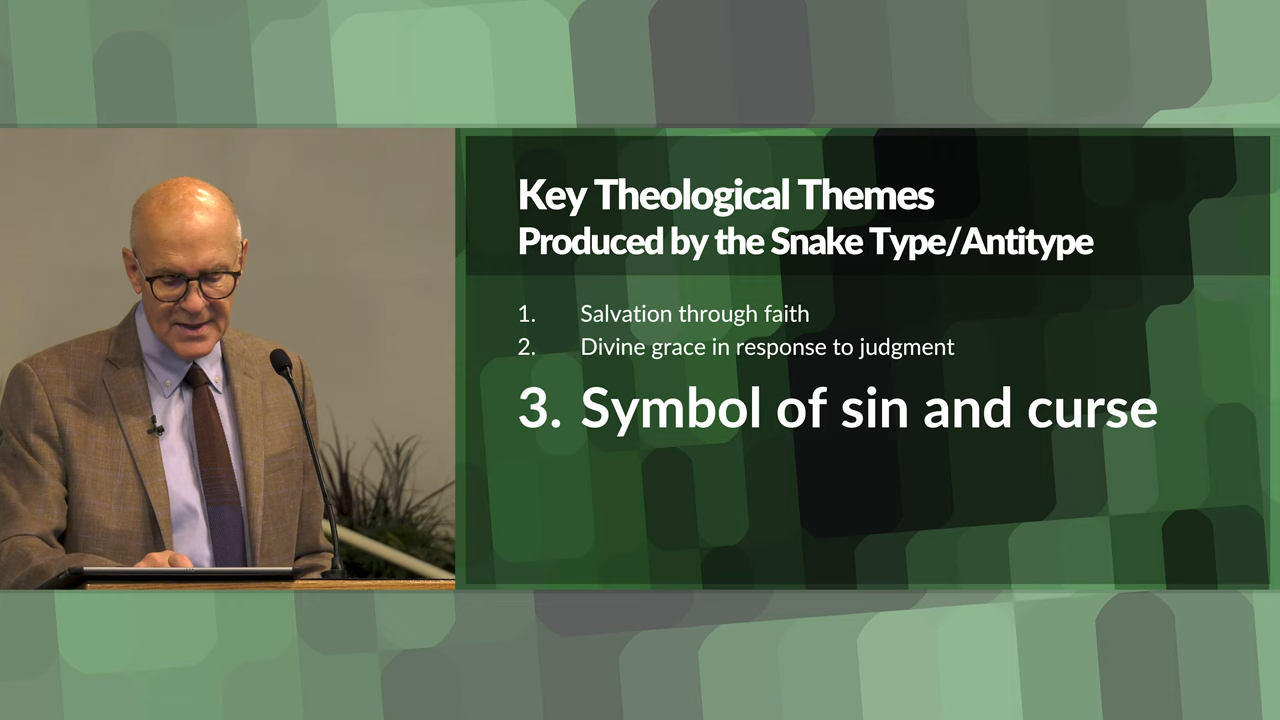 Key Theological Themes
Produced by the Snake Type/Antitype
1. Salvation through faith
2. Divine grace in response to judgment
3. Symbol of sin and curse